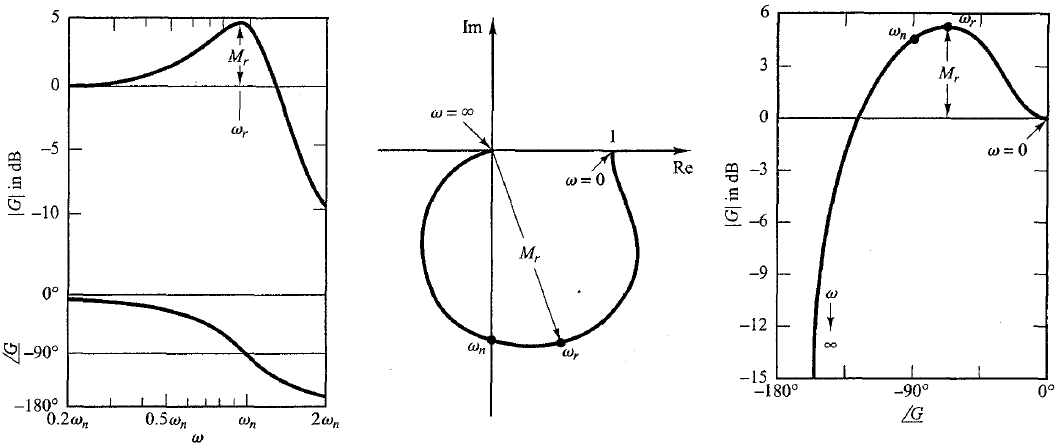 5
0
−5
−10
|G| in dB
M_r
ω_r
0°
−90°
−180°
/G
0.2ω_n
0.5ω_n
ω_n
2ω_n
ω
Im
ω = ∞
1
Re
ω = 0
M_r
ω_n
ω_r
6
3
0
−3
−6
−9
−12
−15
|G| in dB
ω_n
ω_r
M_r
ω = 0
ω
∞
−180°
−90°
0°
/G